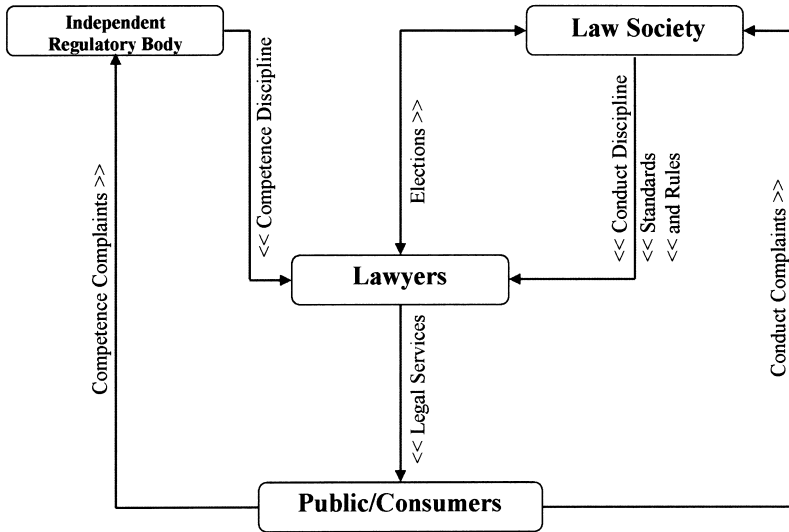 Independent
Regulatory Body
Law Society
<< Competence Discipline
Elections >>
<< Conduct Discipline
<< Standards
<< and Rules
Competence Complaints >>
Conduct Complaints >>
Lawyers
<< Legal Services
Public/Consumers